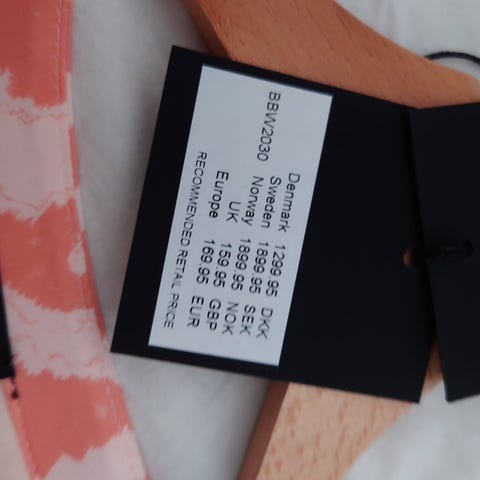 BBW2030
Denmark 1299.95 DKK
Sweden 1899.95 SEK
Norway 1899.95 NOK
UK 159.95 GBP
Europe 169.95 EUR
RECOMMENDED RETAIL PRICE